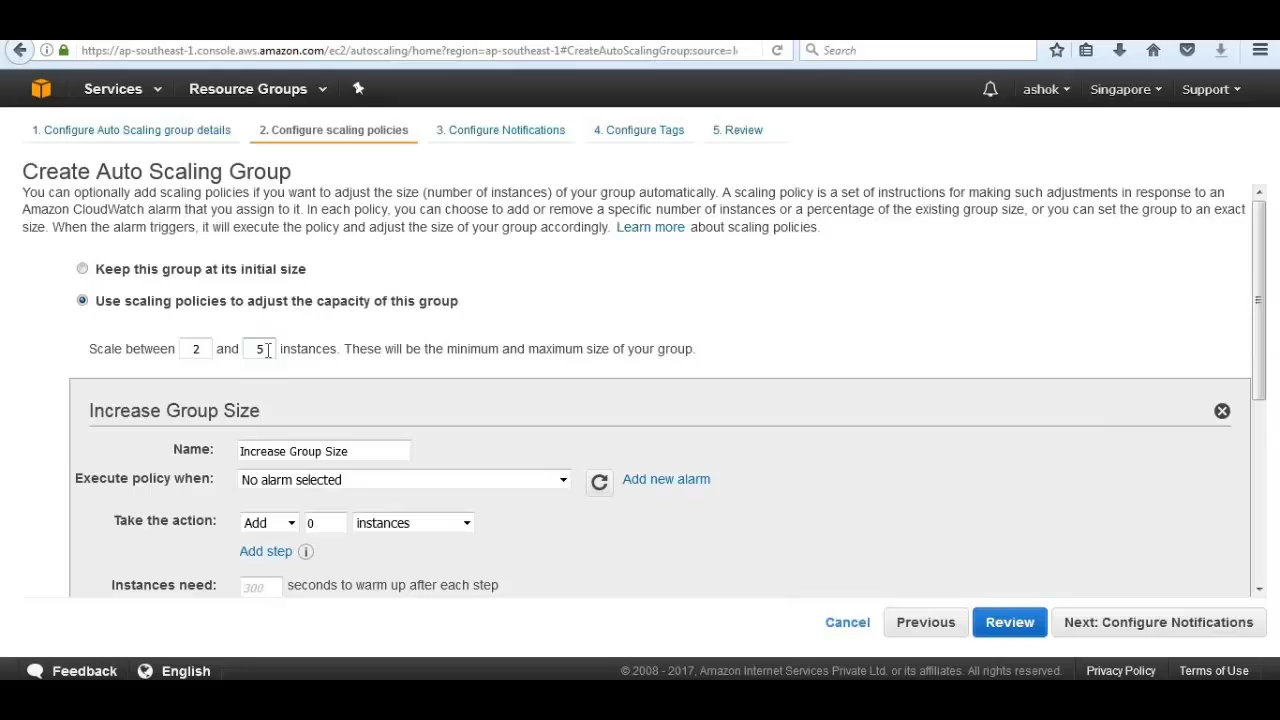 https://ap-southeast-1.console.aws.amazon.com/ec2/autoscaling/home?region=ap-southeast-1#CreateAutoScalingGroup:source=l
Search
Services
Resource Groups
ashok
Singapore
Support
1. Configure Auto Scaling group details
2. Configure scaling policies
3. Configure Notifications
4. Configure Tags
5. Review
Create Auto Scaling Group
You can optionally add scaling policies if you want to adjust the size (number of instances) of your group automatically. A scaling policy is a set of instructions for making such adjustments in response to an
Amazon CloudWatch alarm that you assign to it. In each policy, you can choose to add or remove a specific number of instances or a percentage of the existing group size, or you can set the group to an exact
size. When the alarm triggers, it will execute the policy and adjust the size of your group accordingly. Learn more about scaling policies.
Keep this group at its initial size
Use scaling policies to adjust the capacity of this group
Scale between 2 and 5 instances. These will be the minimum and maximum size of your group.
Increase Group Size
Name: Increase Group Size
Execute policy when: No alarm selected Add new alarm
Take the action: Add 0 instances
Add step i
Instances need: 300 seconds to warm up after each step
Cancel
Previous
Review
Next: Configure Notifications
Feedback
English
© 2008 - 2017, Amazon Internet Services Private Ltd. or its affiliates. All rights reserved.
Privacy Policy
Terms of Use